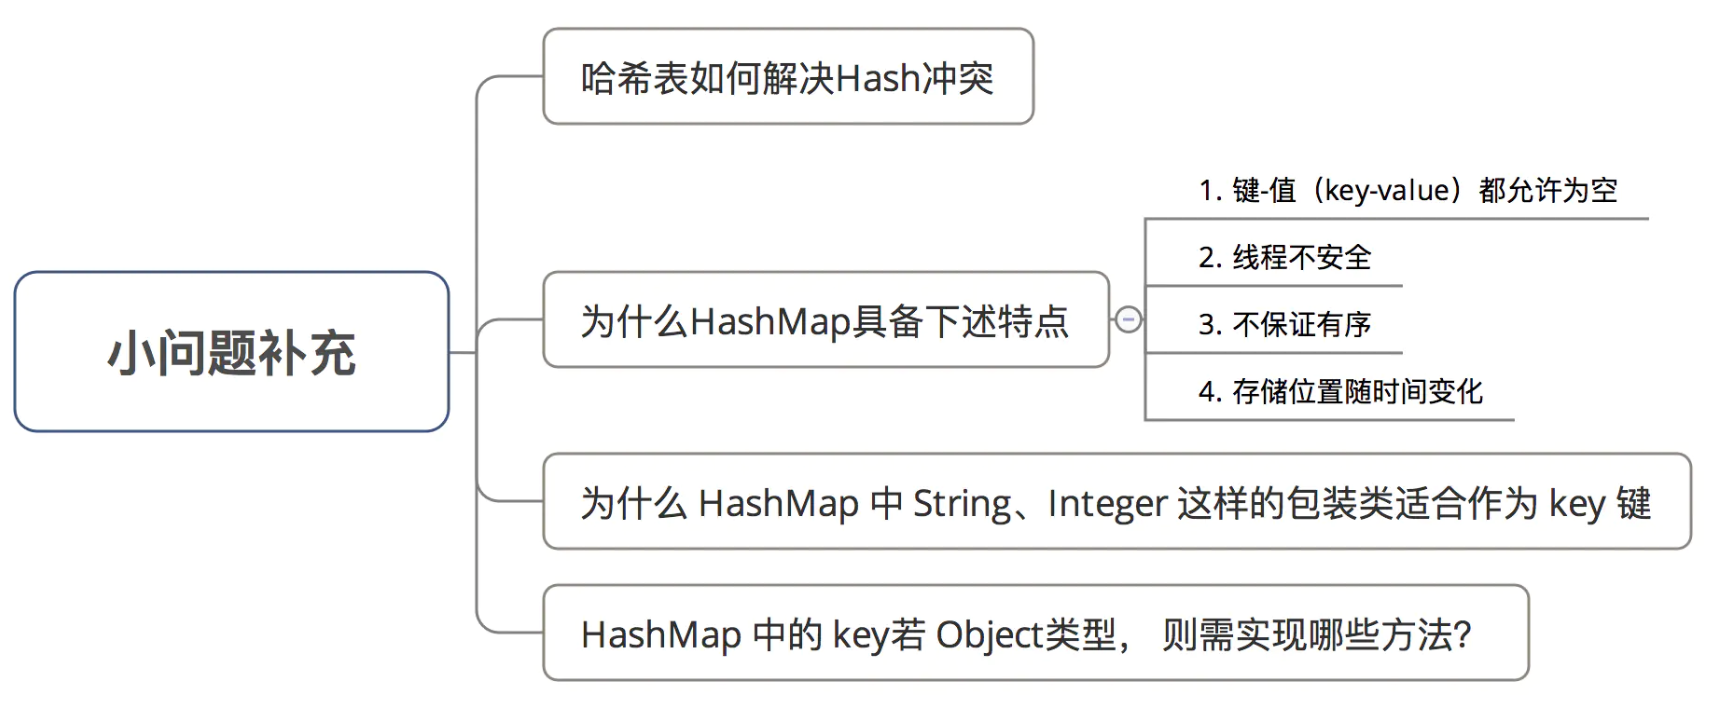 小问题补充
哈希表如何解决Hash冲突
为什么HashMap具备下述特点
1. 键-值（key-value）都允许为空
2. 线程不安全
3. 不保证有序
4. 存储位置随时间变化
为什么 HashMap 中 String、Integer 这样的包装类适合作为 key 键
HashMap 中的 key若 Object类型， 则需实现哪些方法？